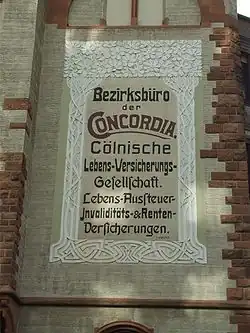 Bezirksbüro
der
CONCORDIA.
Cölnische
Lebens-Versicherungs-
Gesellschaft.
Lebens-Aussteuer-
Invaliditäts-&Renten-
Versicherungen.